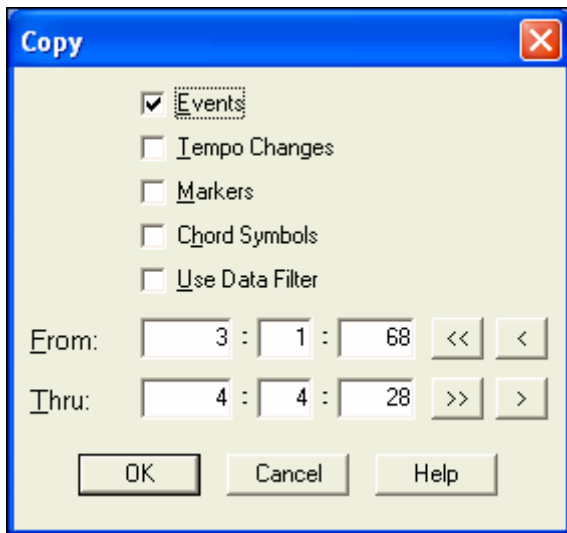 Copy
Events
Tempo Changes
Markers
Chord Symbols
Use Data Filter
From: 3 : 1 : 68 << <
Thru: 4 : 4 : 28 >> >
OK Cancel Help